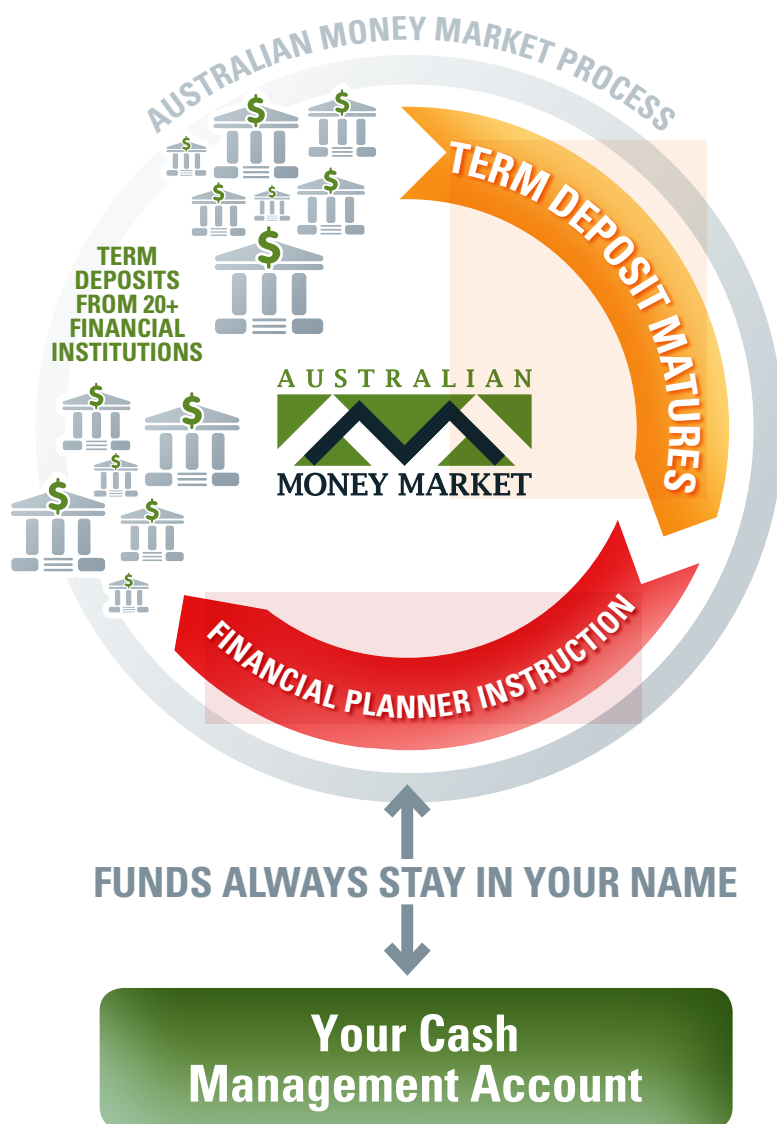 AUSTRALIAN MONEY MARKET PROCESS
$
$
$
$
$
$
$
TERM DEPOSIT MATURES
TERM
DEPOSITS
FROM 20+
FINANCIAL
INSTITUTIONS
AUSTRALIAN
MONEY MARKET
$
$
$
$
$
$
FINANCIAL PLANNER INSTRUCTION
FUNDS ALWAYS STAY IN YOUR NAME
Your Cash
Management Account